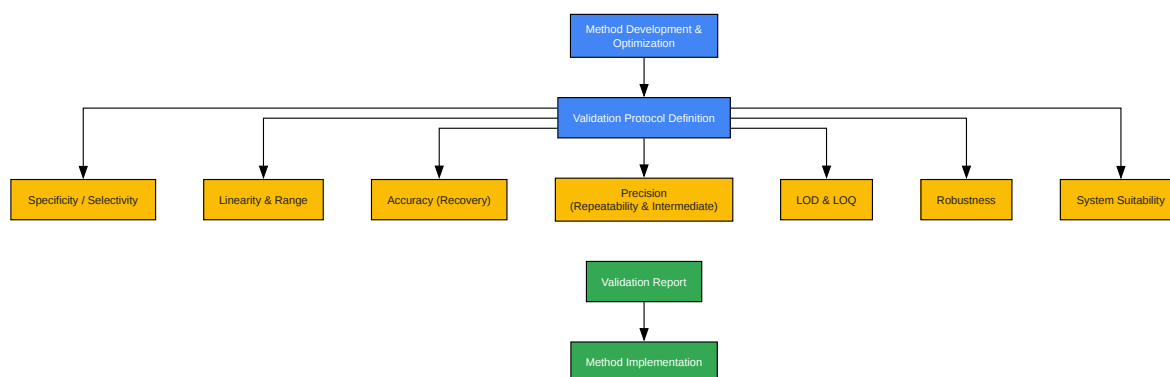 Method Development &
Optimization
Validation Protocol Definition
Specificity / Selectivity
Linearity & Range
Accuracy (Recovery)
Precision
(Repeatability & Intermediate)
LOD & LOQ
Robustness
System Suitability
Validation Report
Method Implementation